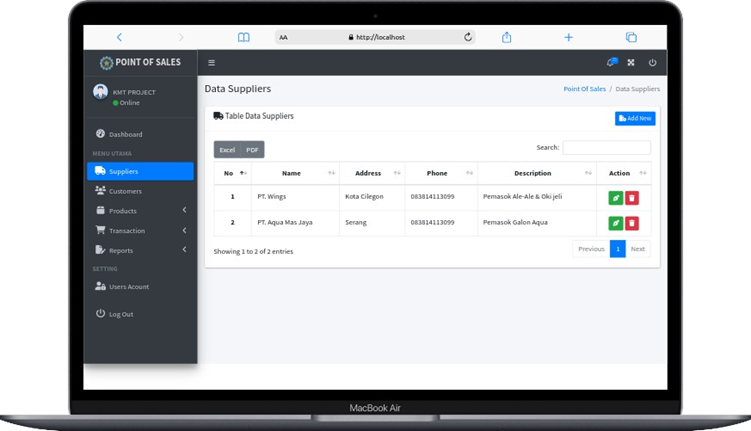 AA http://localhost
POINT OF SALES
KMT PROJECT
Online
Dashboard
MENU UTAMA
Suppliers
Customers
Products
Transaction
Reports
SETTING
Users Acount
Log Out
Data Suppliers
Point Of Sales / Data Suppliers
Table Data Suppliers
Add New
Excel PDF
Search:
No Name Address Phone Description Action
1 PT. Wings Kota Cilegon 083814113099 Pemasok Ale-Ale & Oki jeli
2 PT. Aqua Mas Jaya Serang 083814113099 Pemasok Galon Aqua
Showing 1 to 2 of 2 entries
Previous 1 Next
MacBook Air